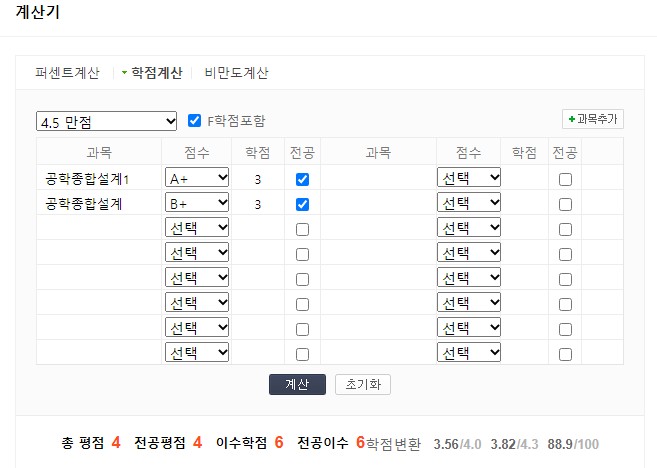 계산기
퍼센트계산 학점계산 비만도계산
4.5 만점 F학점포함 +과목추가
과목 점수 학점 전공 과목 점수 학점 전공
공학종합설계1 A+ 3 선택
공학종합설계 B+ 3 선택
선택 선택
선택 선택
선택 선택
선택 선택
선택 선택
선택 선택
계산 초기화
총 평점 4 전공평점 4 이수학점 6 전공이수 6 학점변환 3.56/4.0 3.82/4.3 88.9/100